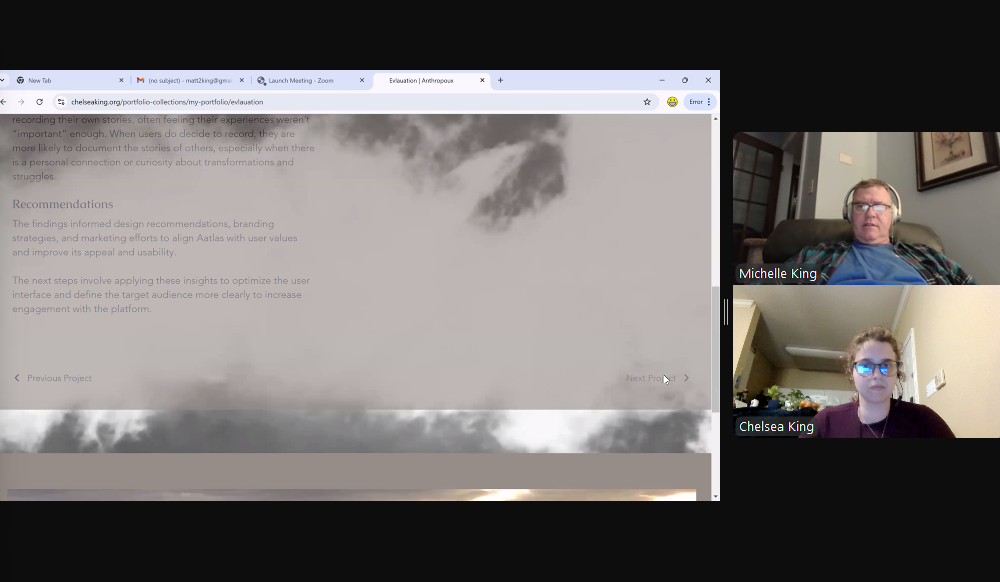 New Tab
(no subject) - matt2king@gma
Launch Meeting - Zoom
Evlauation | Anthropoux
chelseaking.org/portfolio-collections/my-portfolio/evlauation
Error
recording their own stories, often feeling their experiences weren't
"important" enough. When users do decide to record, they are
more likely to document the stories of others, especially when there
is a personal connection or curiosity about transformations and
struggles.
Recommendations
The findings informed design recommendations, branding
strategies, and marketing efforts to align Aatlas with user values
and improve its appeal and usability.
The next steps involve applying these insights to optimize the user
interface and define the target audience more clearly to increase
engagement with the platform.
Previous Project
Next Project
Michelle King
Chelsea King